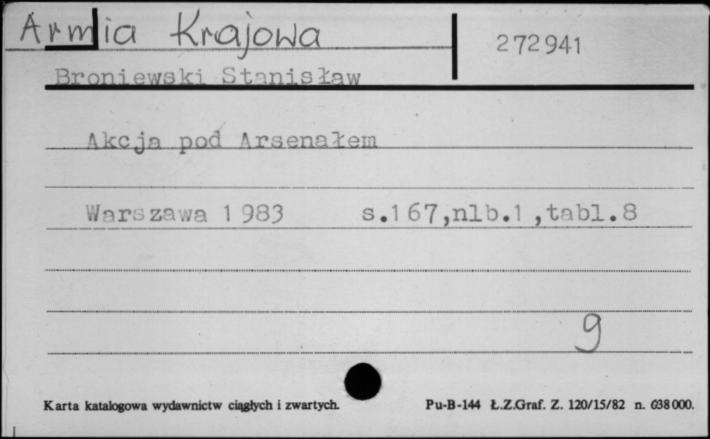 Armia Krajowa
272941
Broniewski Stanisław
Akcja pod Arsenałem
Warszawa 1983 s.167,nlb.1,tabl.8
9
Karta katalogowa wydawnictw ciągłych i zwartych. Pu-B-144 Ł.Z.Graf. Z. 120/15/82 n. 638000.